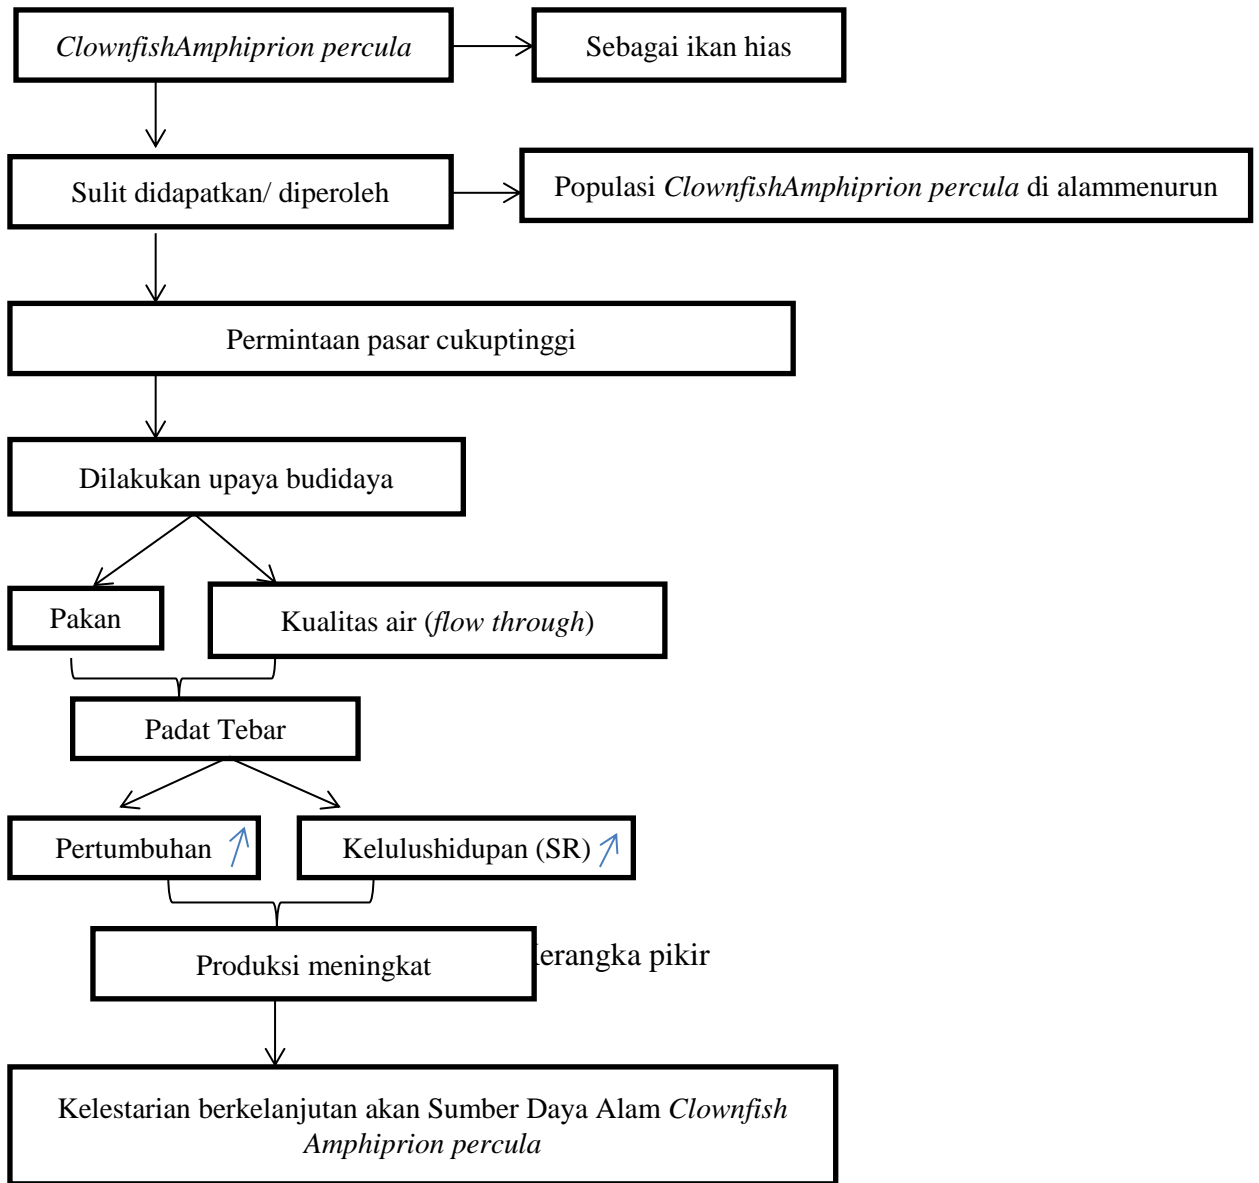 ClownfishAmphiprion percula
Sebagai ikan hias
Sulit didapatkan/ diperoleh
Populasi ClownfishAmphiprion percula di alammenurun
Permintaan pasar cukuptinggi
Dilakukan upaya budidaya
Pakan
Kualitas air (flow through)
Padat Tebar
Pertumbuhan
Kelulushidupan (SR)
Produksi meningkat
pikir
Kelestarian berkelanjutan akan Sumber Daya Alam Clownfish
Amphiprion percula